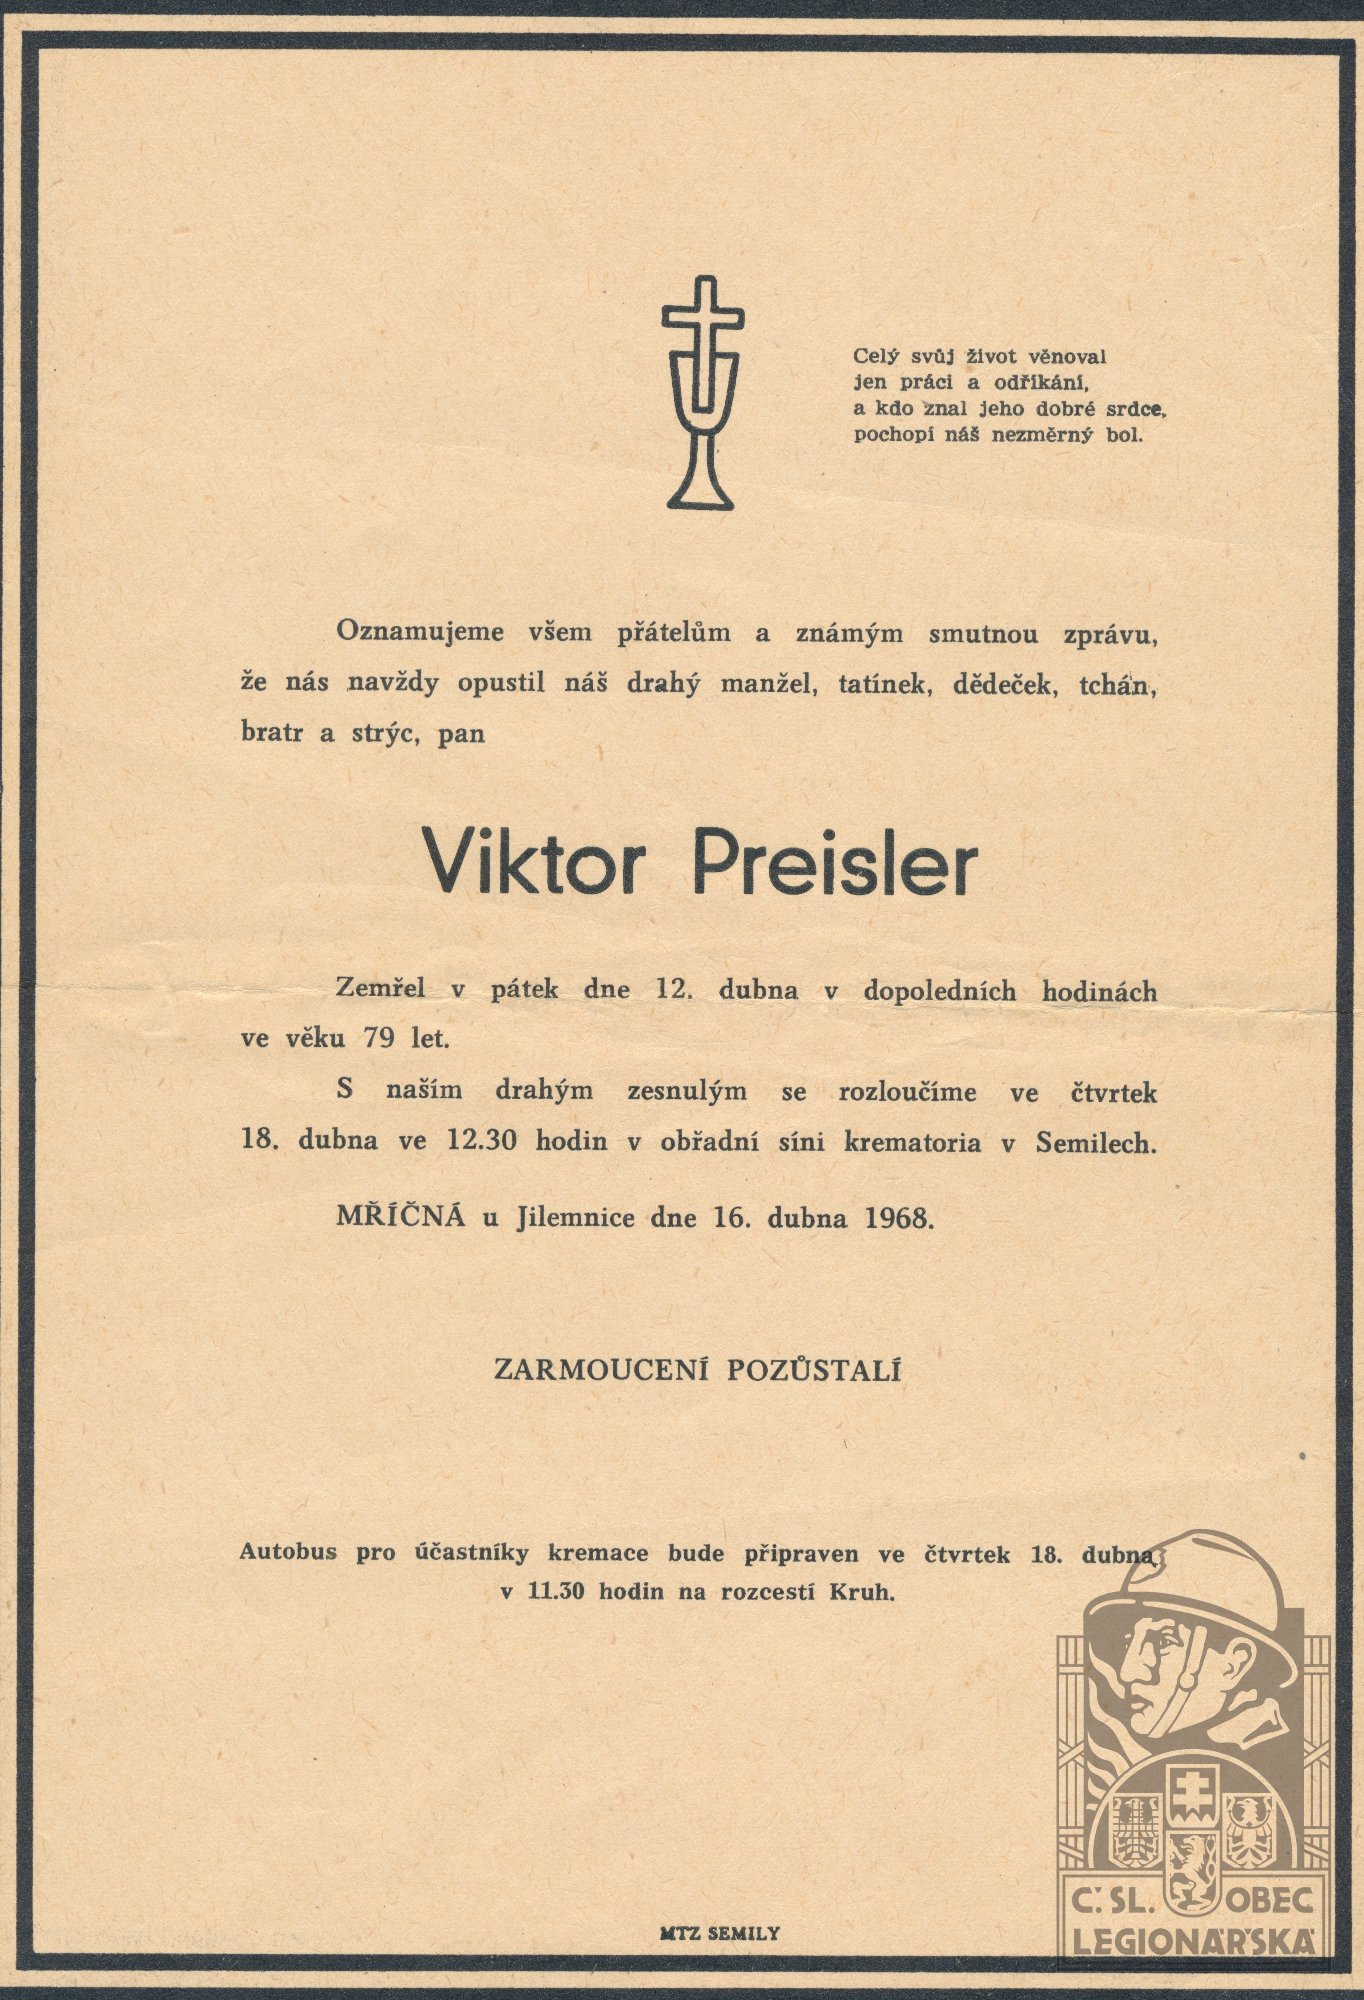 Celý svůj život věnoval
jen práci a odříkání,
a kdo znal jeho dobré srdce,
pochopí náš nezměrný bol.
Oznamujeme všem přátelům a známým smutnou zprávu,
že nás navždy opustil náš drahý manžel, tatínek, dědeček, tchán,
bratr a strýc, pan
Viktor Preisler
Zemřel v pátek dne 12. dubna v dopoledních hodinách
ve věku 79 let.
S naším drahým zesnulým se rozloučíme ve čtvrtek
18. dubna ve 12.30 hodin v obřadní síni krematoria v Semilech.
MŘÍČNÁ u Jilemnice dne 16. dubna 1968.
ZARMOUCENÍ POZŮSTALÍ
Autobus pro účastníky kremace bude připraven ve čtvrtek 18. dubna
v 11.30 hodin na rozcestí Kruh.
Č. SL. OBEC
LEGIONÁŘSKÁ
MTZ SEMILY